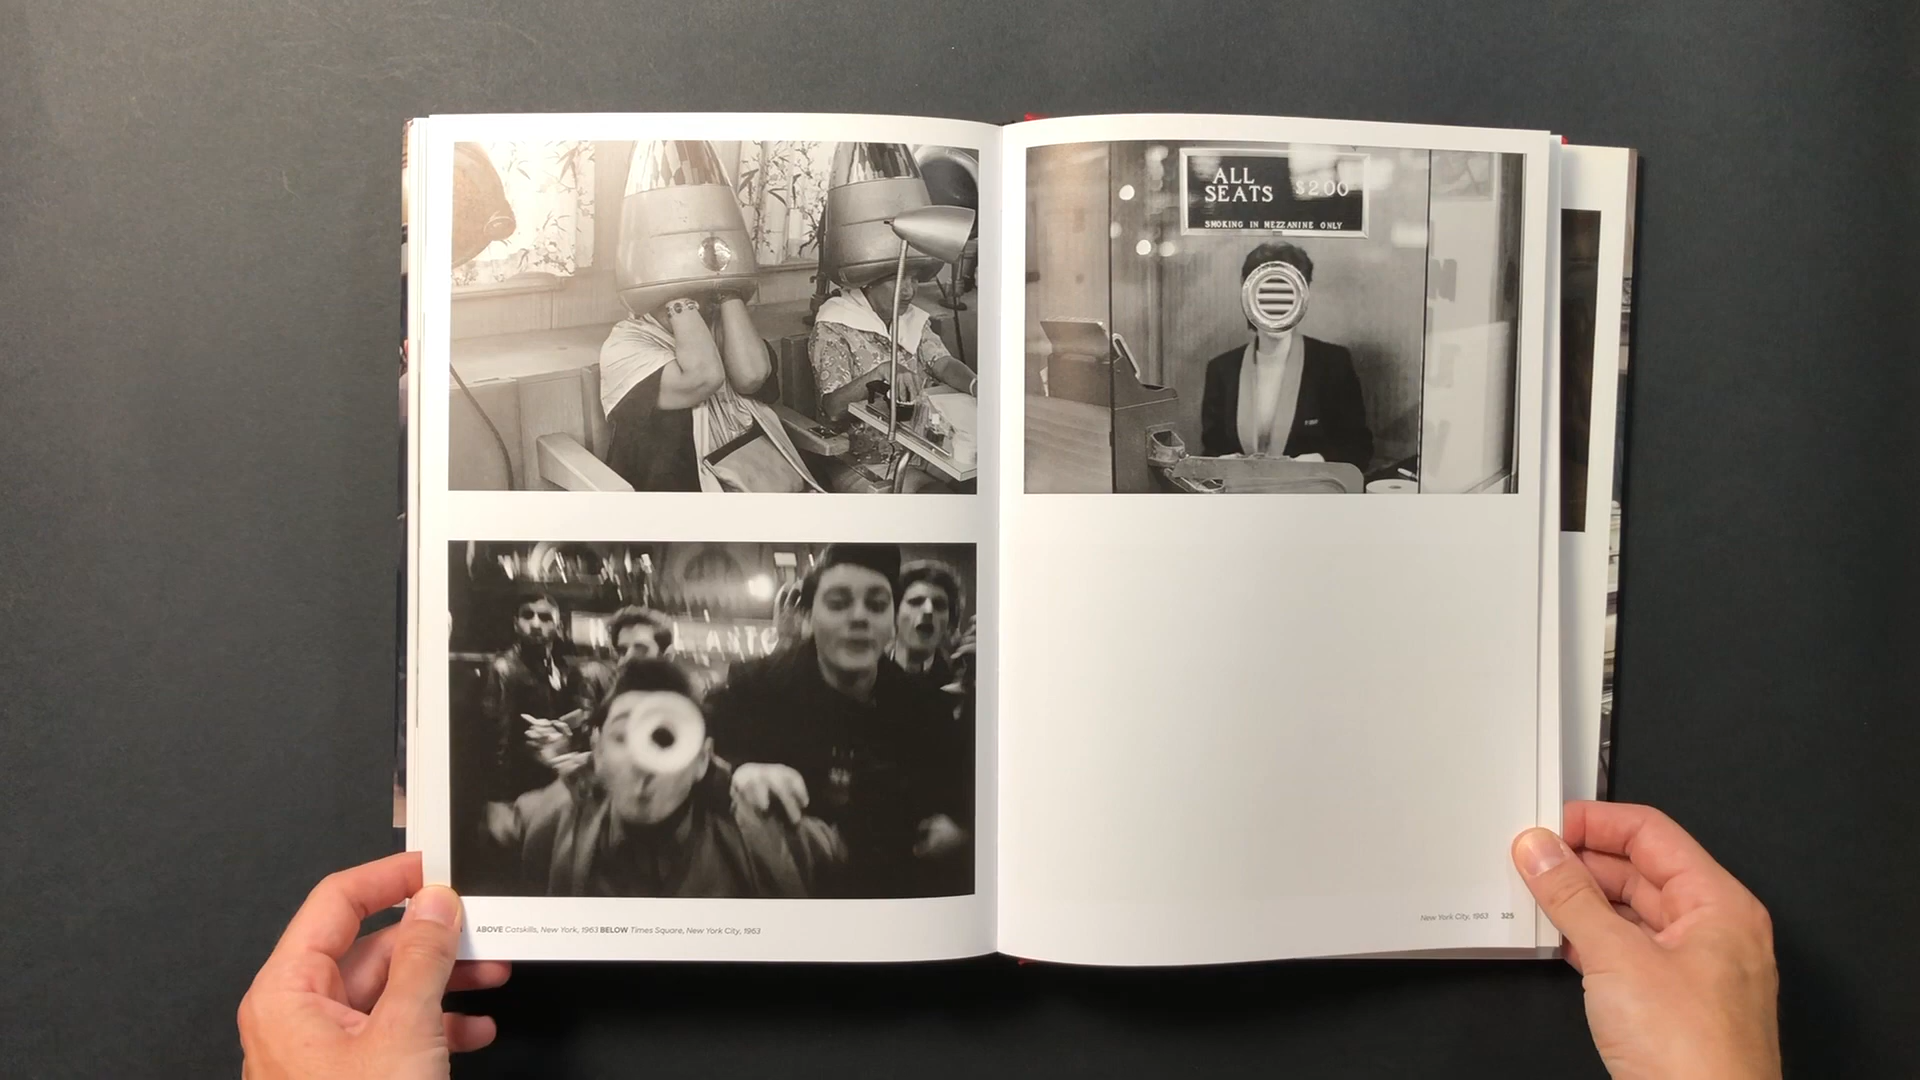 ALL
SEATS $2.00
SMOKING IN MEZZANINE ONLY
ABOVE Catskills, New York, 1963 BELOW Times Square, New York City, 1963
New York City, 1963 325